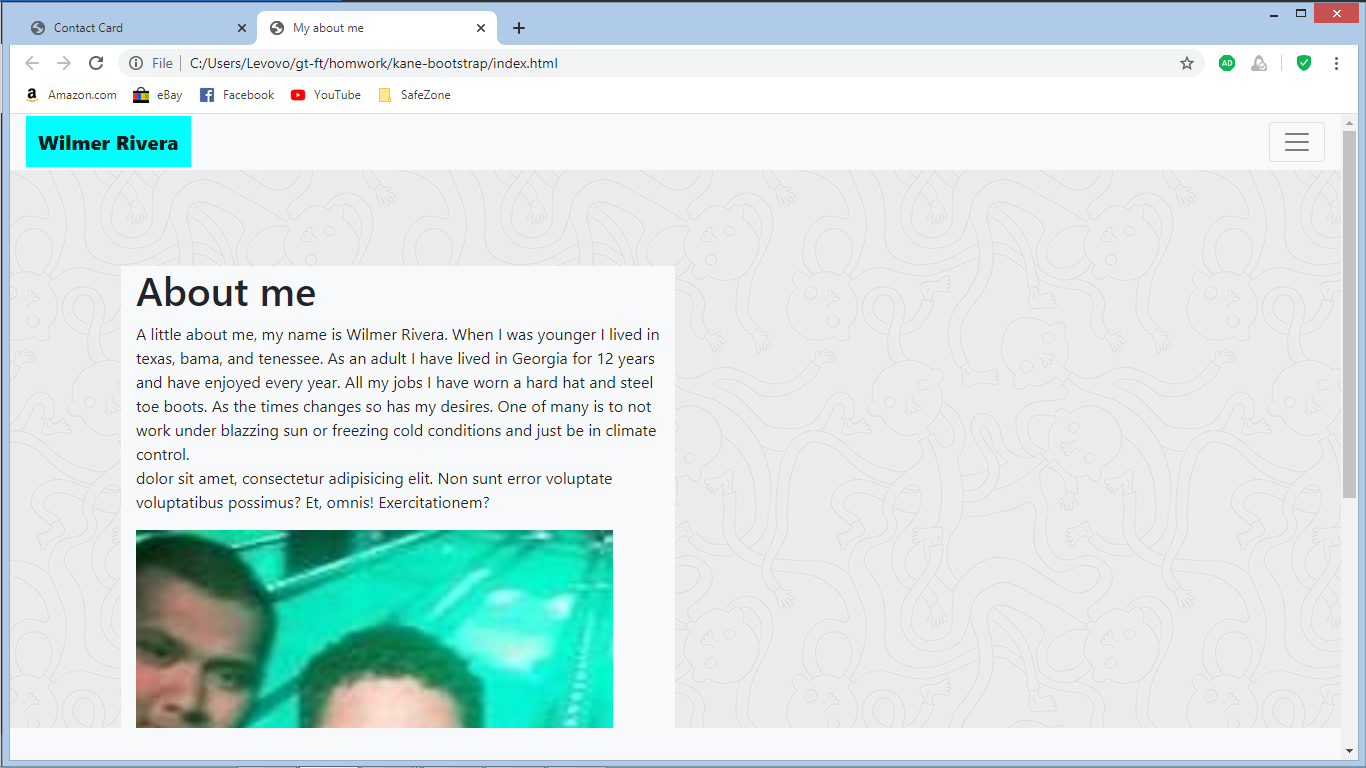 Contact Card
My about me
File
C:/Users/Levovo/gt-ft/homwork/kane-bootstrap/index.html
AD
Amazon.com
eBay
Facebook
YouTube
SafeZone
Wilmer Rivera
About me
A little about me, my name is Wilmer Rivera. When I was younger I lived in
texas, bama, and tenessee. As an adult I have lived in Georgia for 12 years
and have enjoyed every year. All my jobs I have worn a hard hat and steel
toe boots. As the times changes so has my desires. One of many is to not
work under blazzing sun or freezing cold conditions and just be in climate
control.
dolor sit amet, consectetur adipisicing elit. Non sunt error voluptate
voluptatibus possimus? Et, omnis! Exercitationem?